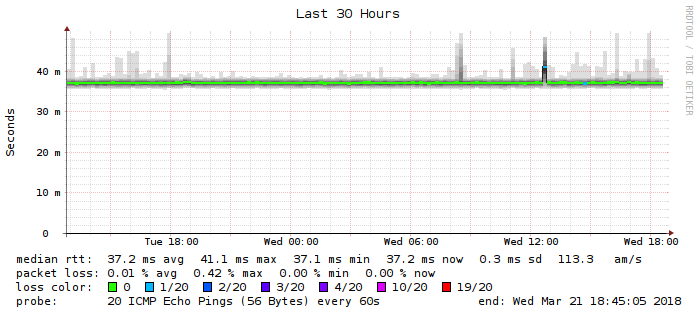 Last 30 Hours
RRDTOOL / TOBI OETIKER
Seconds
40 m
30 m
20 m
10 m
0
Tue 18:00 Wed 00:00 Wed 06:00 Wed 12:00 Wed 18:00
median rtt: 37.2 ms avg 41.1 ms max 37.1 ms min 37.2 ms now 0.3 ms sd 113.3 am/s
packet loss: 0.01 % avg 0.42 % max 0.00 % min 0.00 % now
loss color: 0 1/20 2/20 3/20 4/20 10/20 19/20
probe: 20 ICMP Echo Pings (56 Bytes) every 60s end: Wed Mar 21 18:45:05 2018